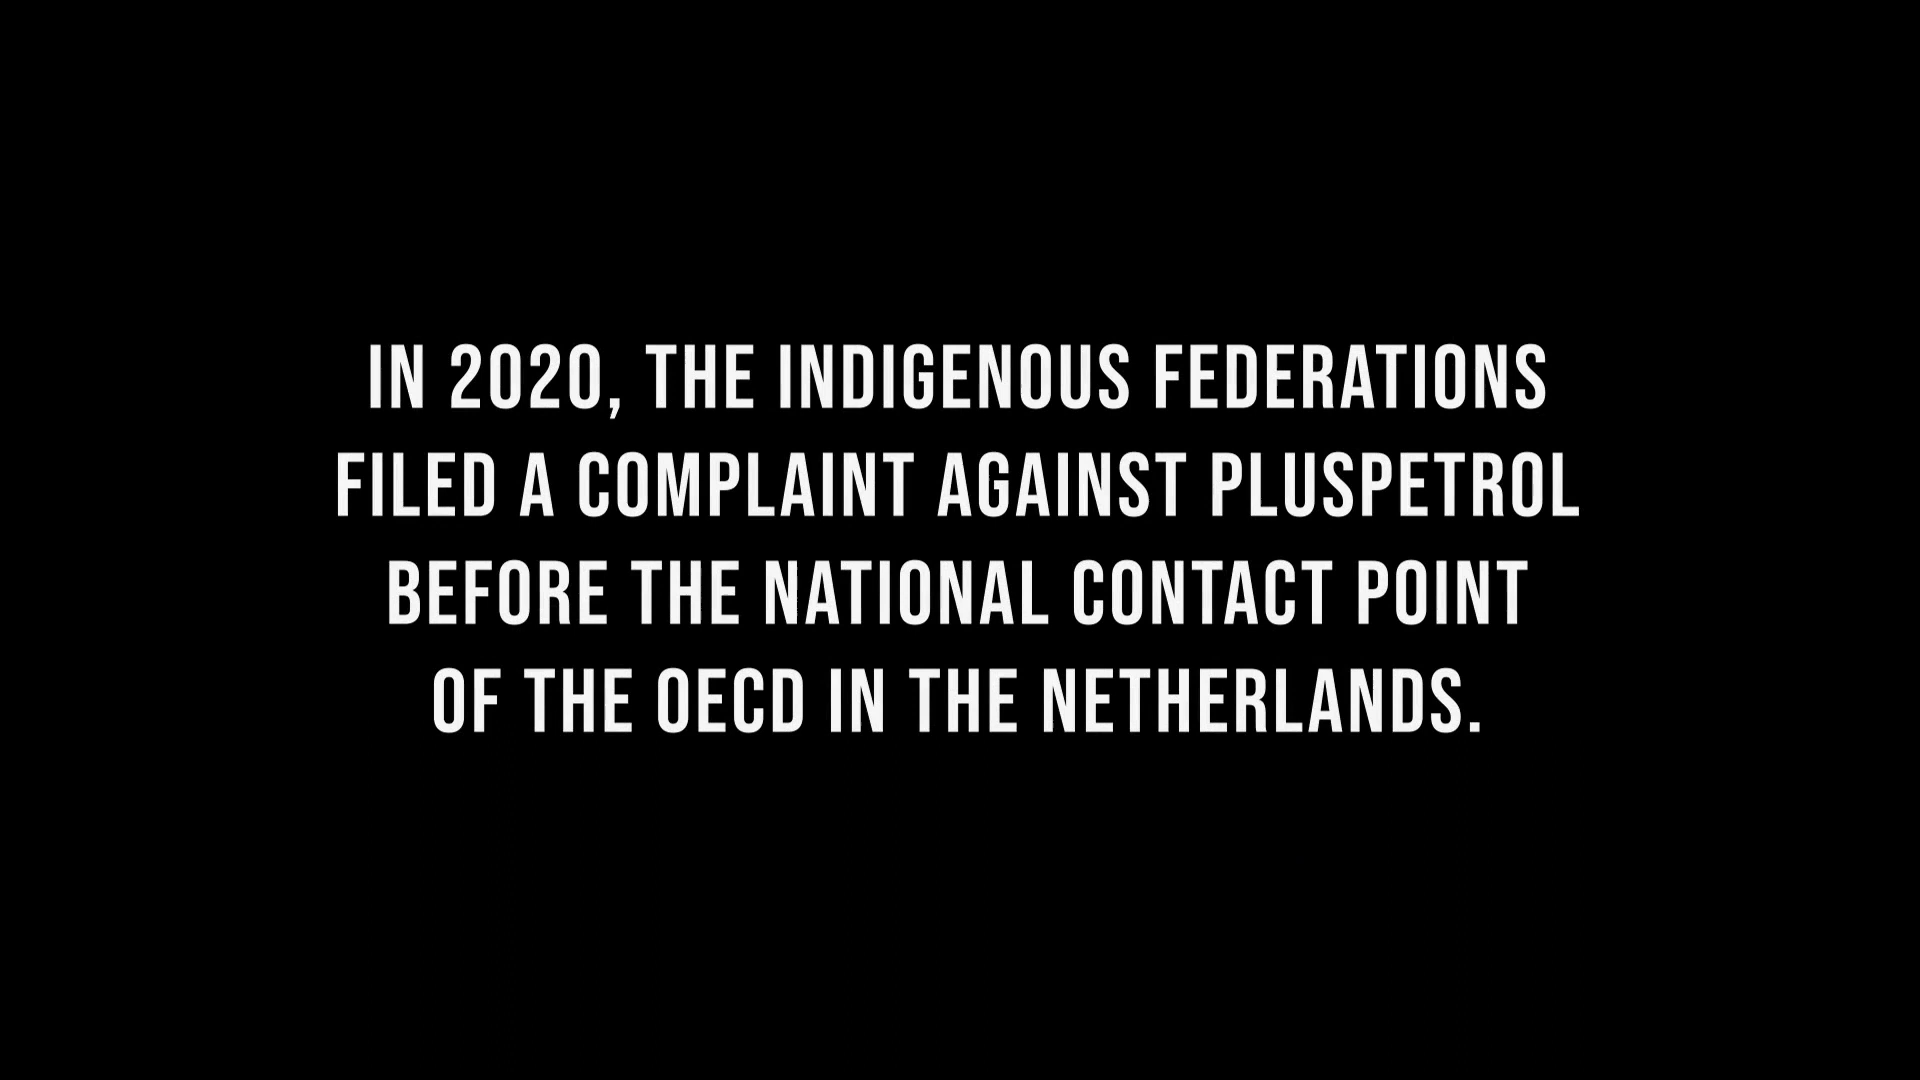 IN 2020, THE INDIGENOUS FEDERATIONS
FILED A COMPLAINT AGAINST PLUSPETROL
BEFORE THE NATIONAL CONTACT POINT
OF THE OECD IN THE NETHERLANDS.